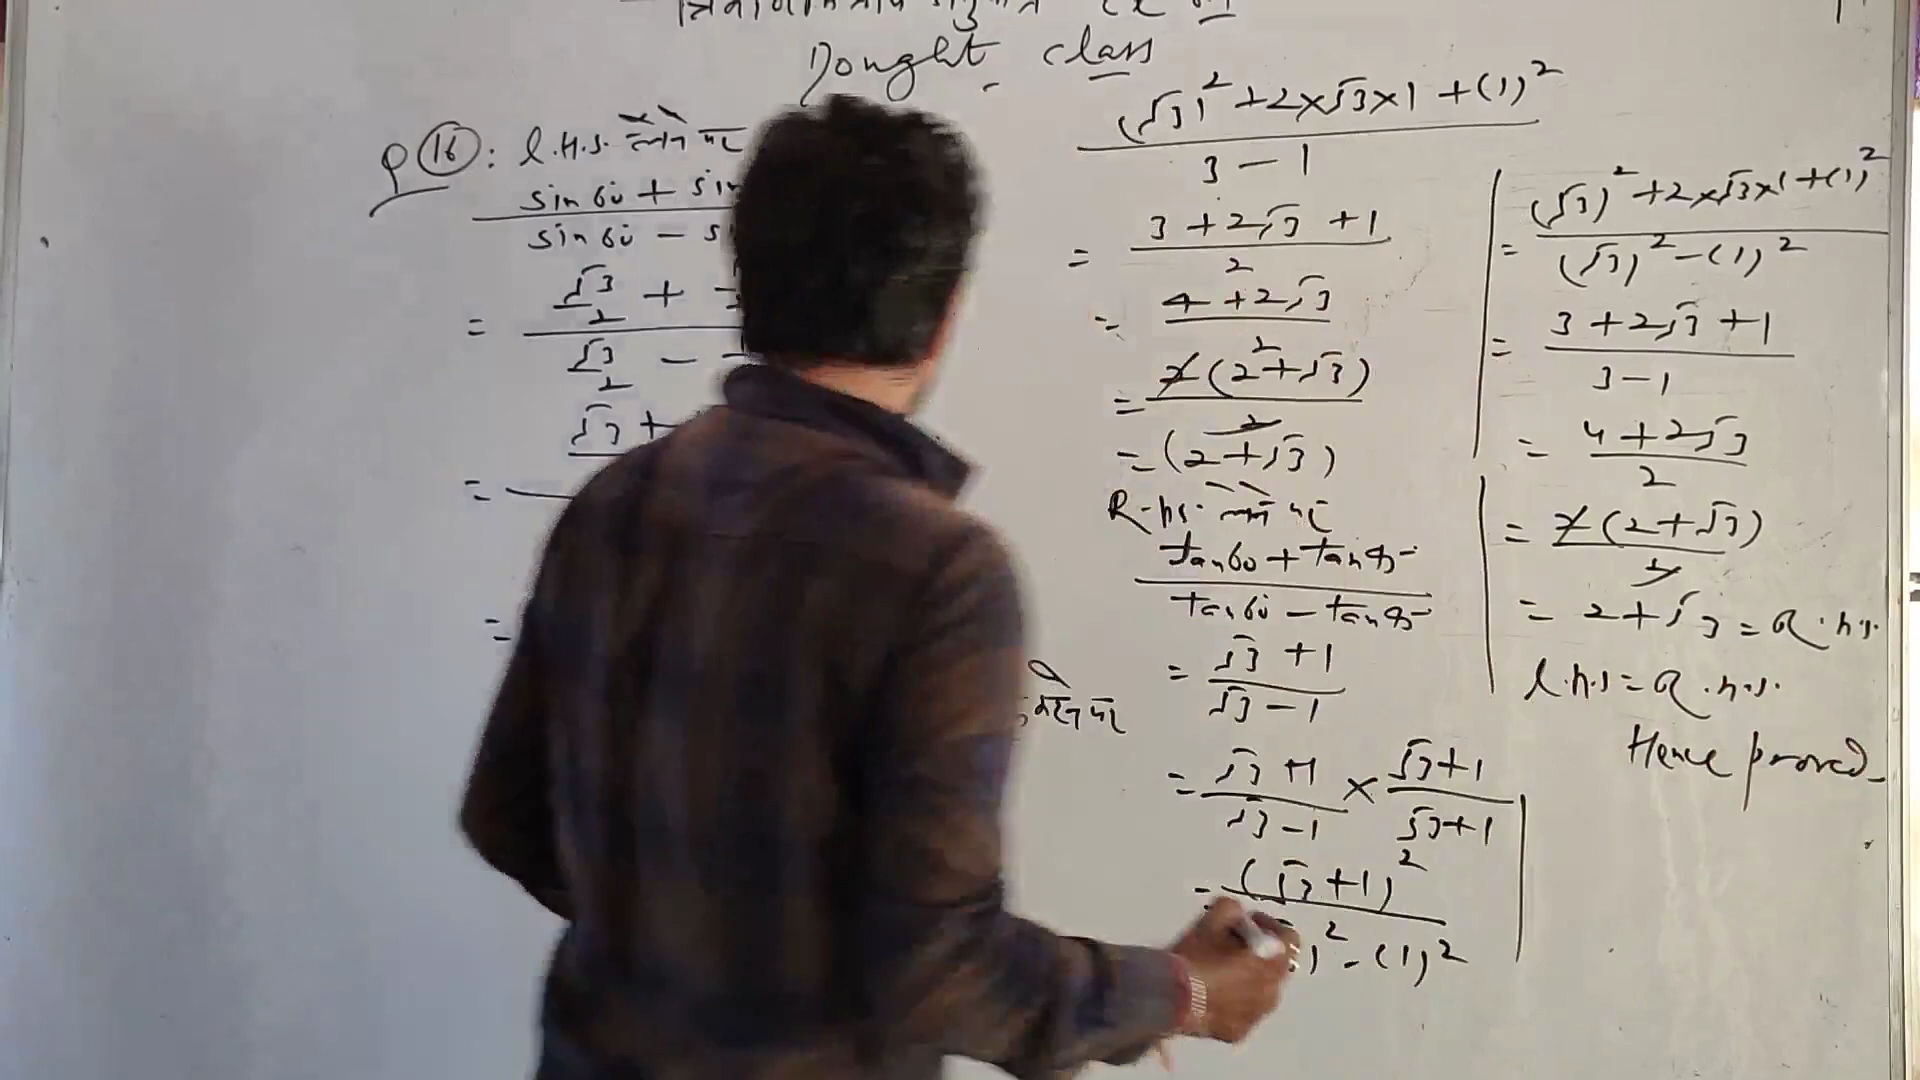 Dought class
Q 16: L.H.S. लेने पर
sin 60 + sin
sin 60 -
= √3/2 +
√3/2 -
√3 +
=
=
(√3)² + 2×√3×1 + (1)²
3 - 1
= 3 + 2√3 + 1
2
= 4 + 2√3
2
= 2(2+√3)
2
= (2+√3)
R.H.S. लेने पर
tan 60 + tan 45
tan 60 - tan 45
= √3 + 1
√3 - 1
= √3 + 1 / √3 - 1 × √3 + 1 / √3 + 1
= (√3 + 1)²
)² - (1)²
= (√3)² + 2×√3×1 + (1)²
(√3)² - (1)²
= 3 + 2√3 + 1
3 - 1
= 4 + 2√3
2
= 2(2+√3)
2
= 2+√3 = R.H.S.
L.H.S = R.H.S.
Hence proved